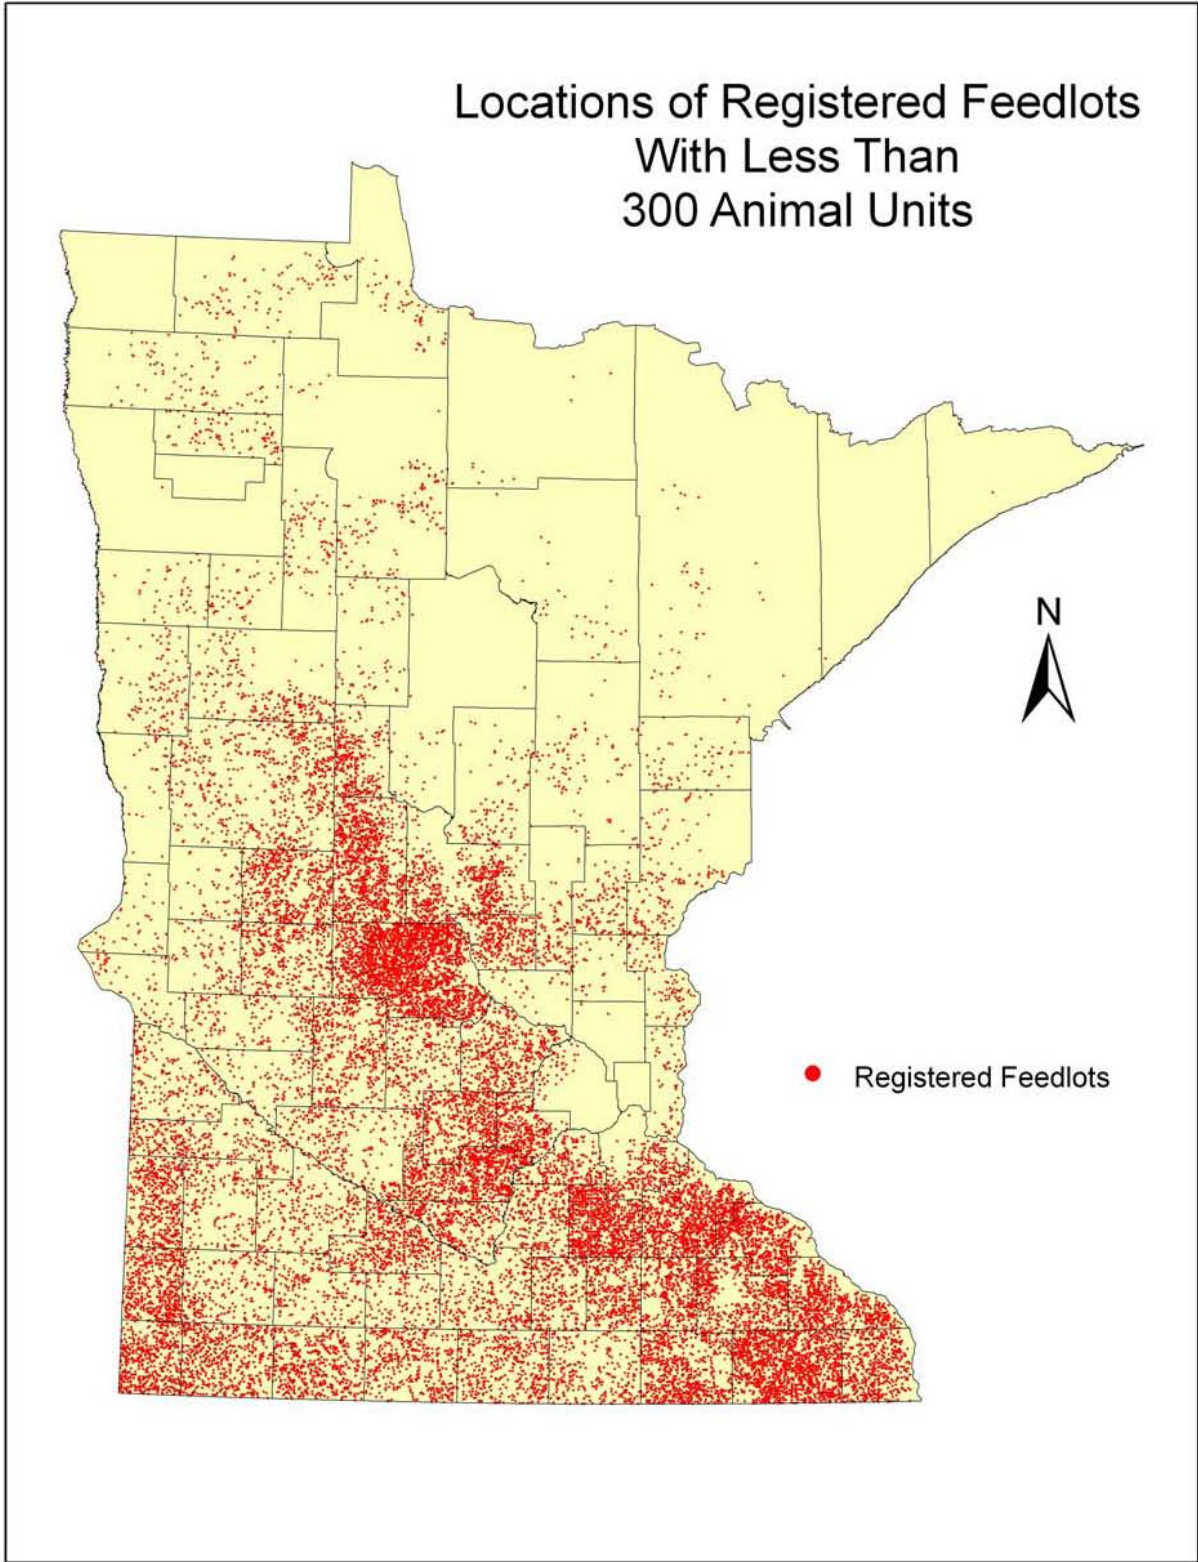 Locations of Registered Feedlots
With Less Than
300 Animal Units
N
Registered Feedlots